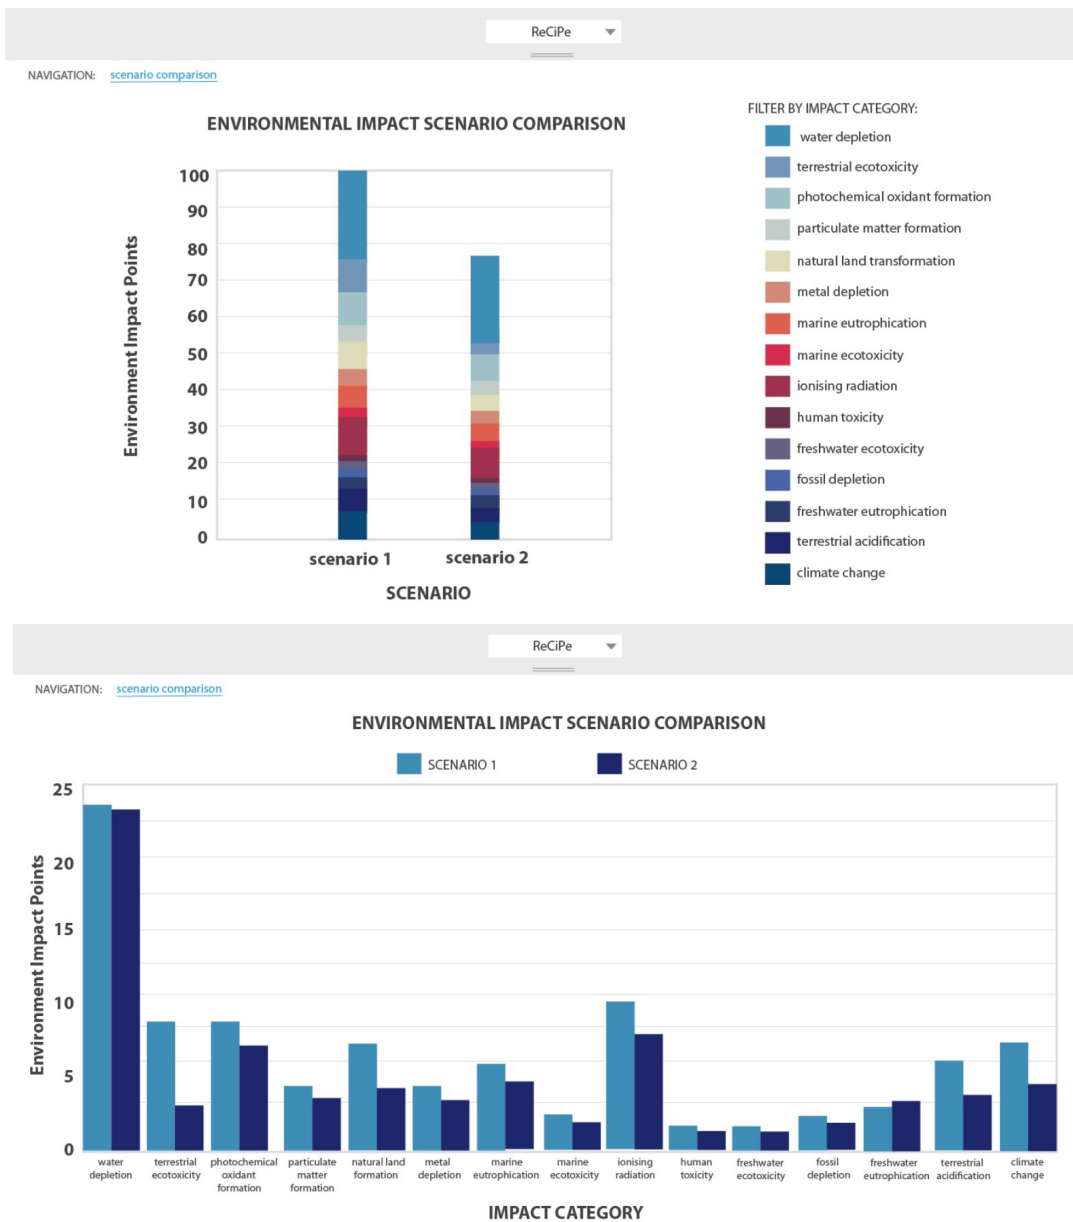 ReCiPe
NAVIGATION: scenario comparison
ENVIRONMENTAL IMPACT SCENARIO COMPARISON
Environment Impact Points
100
90
80
70
60
50
40
30
20
10
0
scenario 1
scenario 2
SCENARIO
FILTER BY IMPACT CATEGORY:
water depletion
terrestrial ecotoxicity
photochemical oxidant formation
particulate matter formation
natural land transformation
metal depletion
marine eutrophication
marine ecotoxicity
ionising radiation
human toxicity
freshwater ecotoxicity
fossil depletion
freshwater eutrophication
terrestrial acidification
climate change
ReCiPe
NAVIGATION: scenario comparison
ENVIRONMENTAL IMPACT SCENARIO COMPARISON
SCENARIO 1
SCENARIO 2
Environment Impact Points
25
20
15
10
5
0
water
depletion
terrestrial
ecotoxicity
photochemical
oxidant
formation
particulate
matter
formation
natural land
formation
metal
depletion
marine
eutrophication
marine
ecotoxicity
ionising
radiation
human
toxicity
freshwater
ecotoxicity
fossil
depletion
freshwater
eutrophication
terrestrial
acidification
climate
change
IMPACT CATEGORY